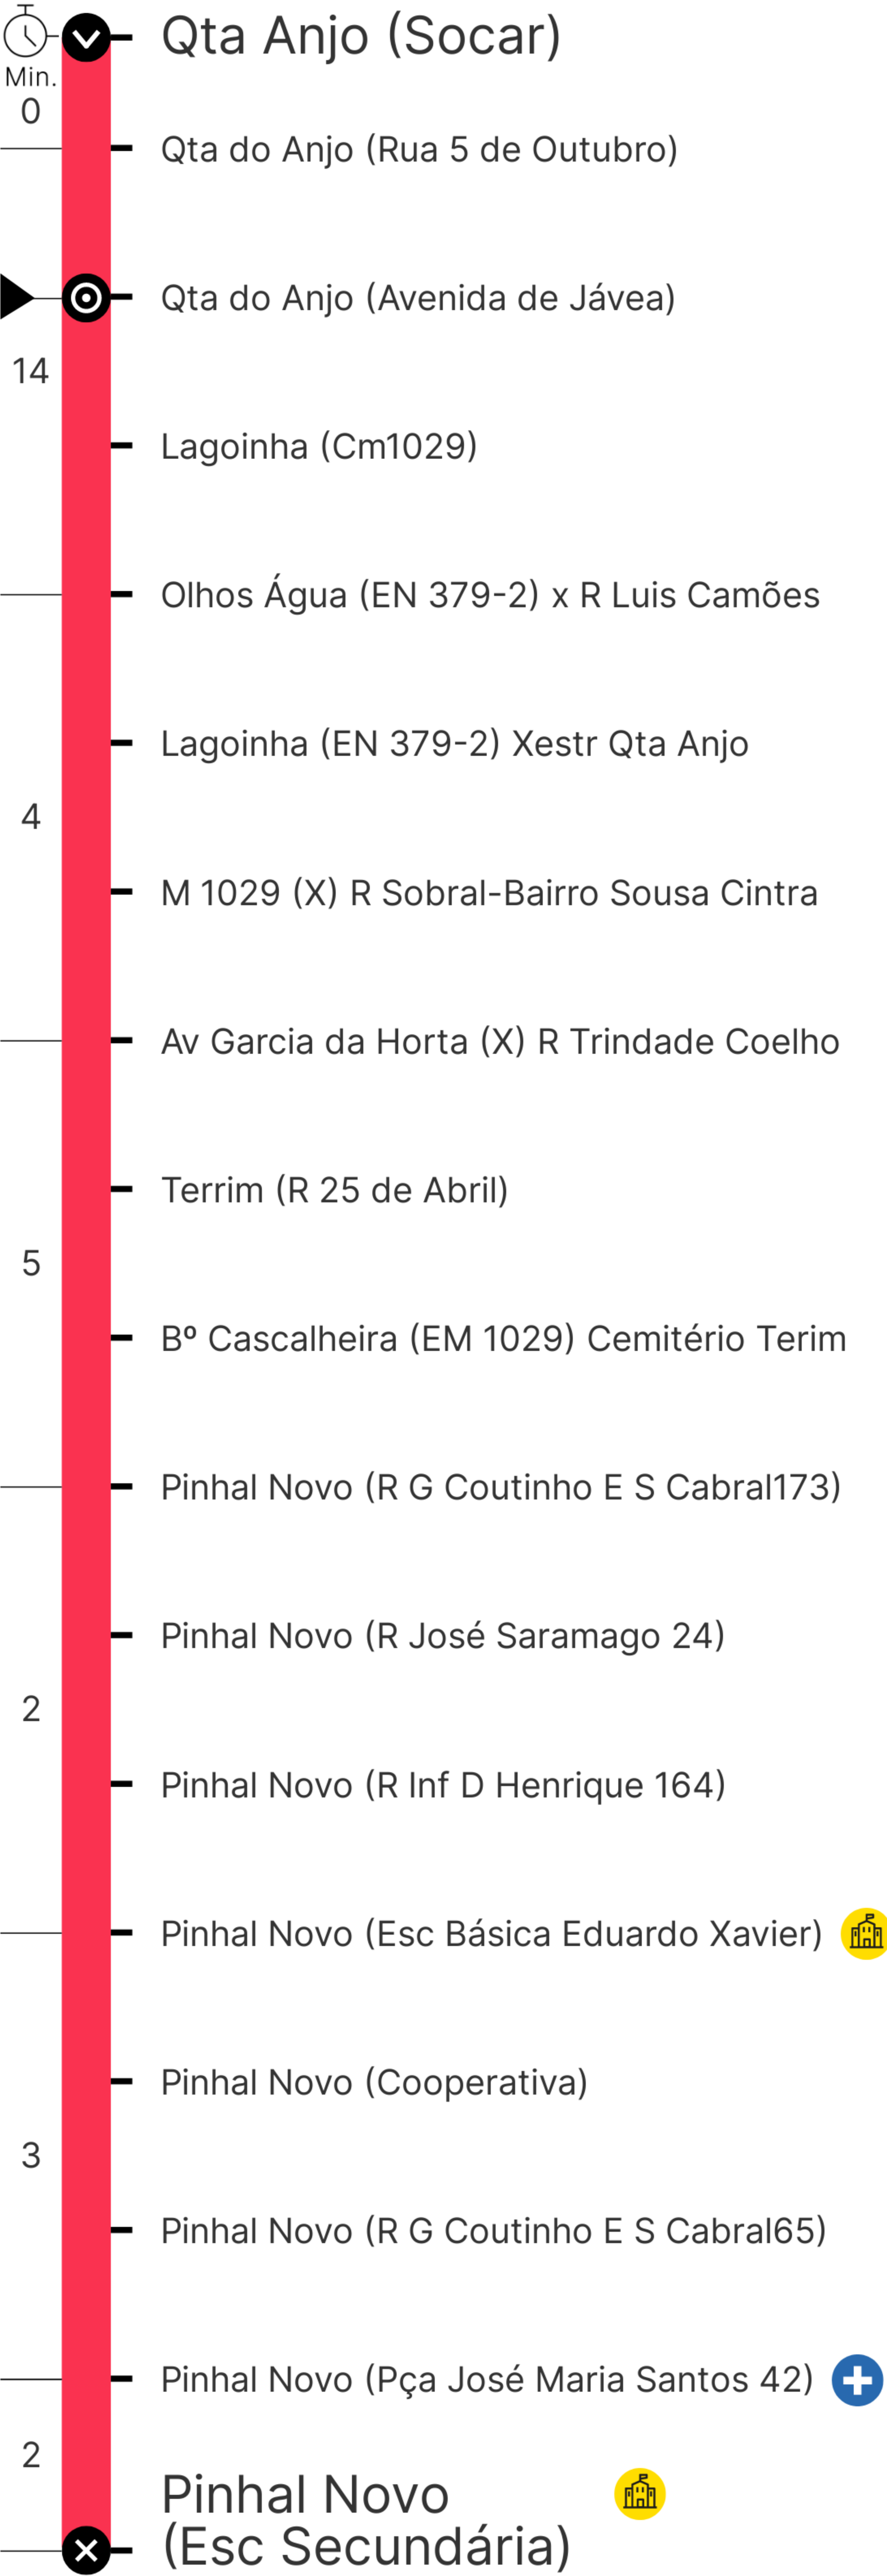 Qta Anjo (Socar)
Min.
0
Qta do Anjo (Rua 5 de Outubro)
Qta do Anjo (Avenida de Jávea)
14
Lagoinha (Cm1029)
Olhos Água (EN 379-2) x R Luis Camões
Lagoinha (EN 379-2) Xestr Qta Anjo
4
M 1029 (X) R Sobral-Bairro Sousa Cintra
Av Garcia da Horta (X) R Trindade Coelho
Terrim (R 25 de Abril)
5
Bº Cascalheira (EM 1029) Cemitério Terim
Pinhal Novo (R G Coutinho E S Cabral173)
Pinhal Novo (R José Saramago 24)
2
Pinhal Novo (R Inf D Henrique 164)
Pinhal Novo (Esc Básica Eduardo Xavier)
Pinhal Novo (Cooperativa)
3
Pinhal Novo (R G Coutinho E S Cabral65)
Pinhal Novo (Pça José Maria Santos 42)
2
Pinhal Novo
(Esc Secundária)